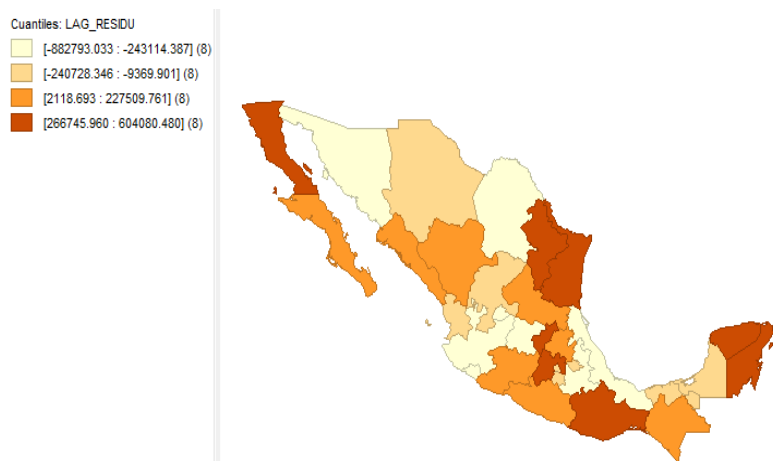 Cuantiles: LAG_RESIDU
[-882793.033 : -243114.387] (8)
[-240728.346 : -9369.901] (8)
[2118.693 : 227509.761] (8)
[266745.960 : 604080.480] (8)